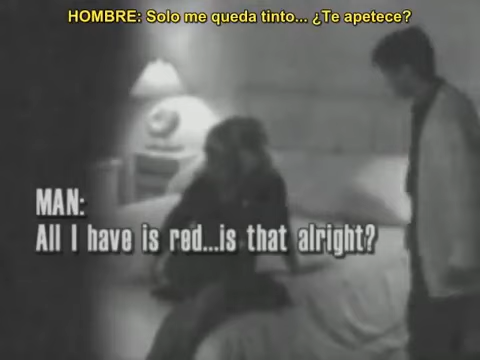 HOMBRE: Solo me queda tinto... ¿Te apetece?
MAN:
All I have is red...is that alright?